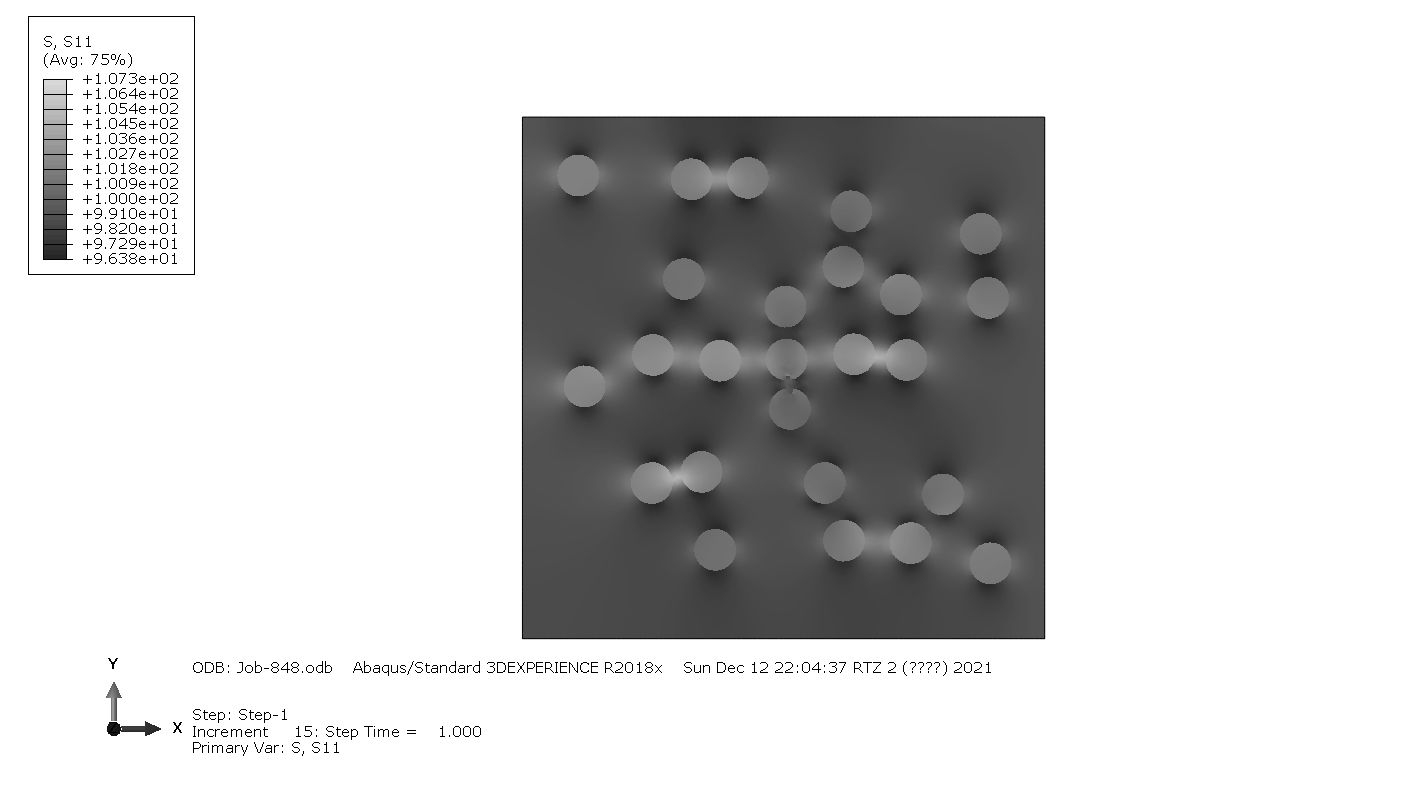 S, S11
(Avg: 75%)
+1.073e+02
+1.064e+02
+1.054e+02
+1.045e+02
+1.036e+02
+1.027e+02
+1.018e+02
+1.009e+02
+1.000e+02
+9.910e+01
+9.820e+01
+9.729e+01
+9.638e+01
Y
X
ODB: Job-848.odb    Abaqus/Standard 3DEXPERIENCE R2018x    Sun Dec 12 22:04:37 RTZ 2 (????) 2021
Step: Step-1
Increment    15: Step Time =    1.000
Primary Var: S, S11